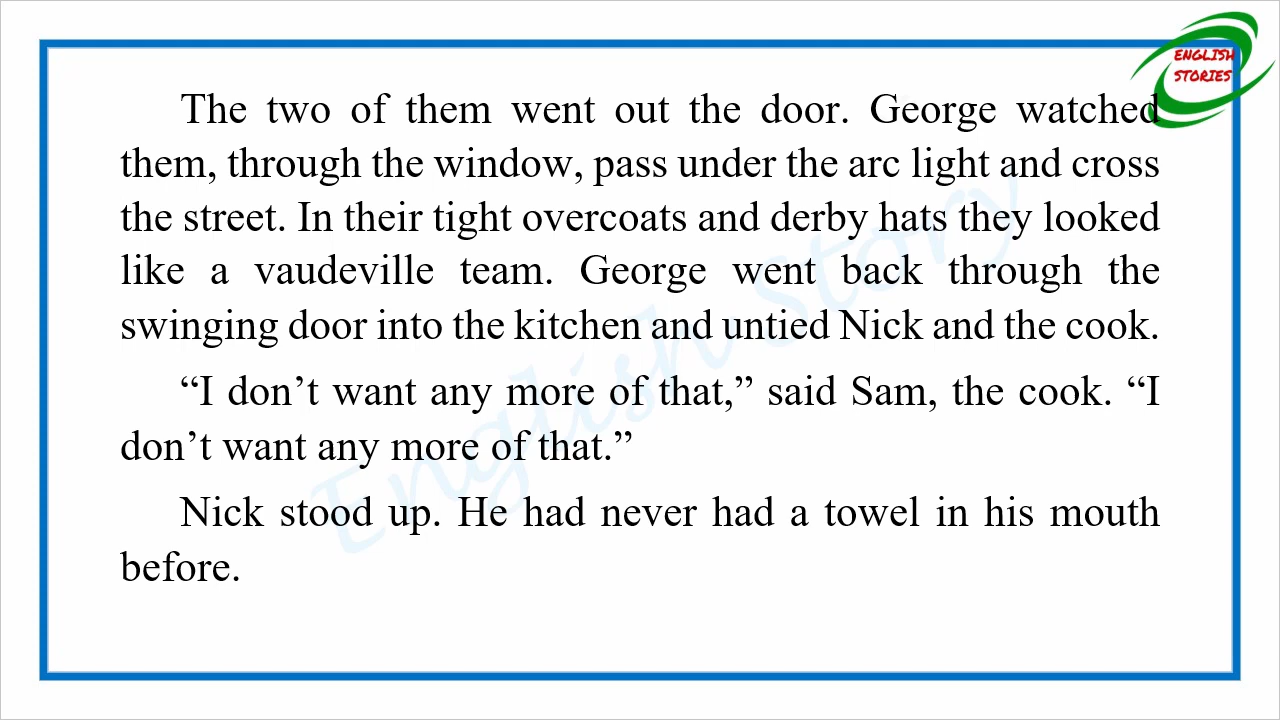 ENGLISH
STORIES
The two of them went out the door. George watched
them, through the window, pass under the arc light and cross
the street. In their tight overcoats and derby hats they looked
like a vaudeville team. George went back through the
swinging door into the kitchen and untied Nick and the cook.
“I don’t want any more of that,” said Sam, the cook. “I
don’t want any more of that.”
Nick stood up. He had never had a towel in his mouth
before.
English Story